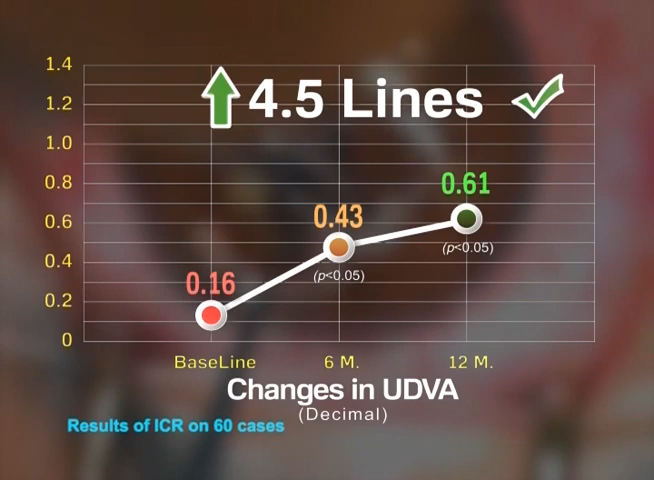 1.4
1.2
1.0
0.8
0.6
0.4
0.2
0
4.5 Lines
0.16
0.43
(p<0.05)
0.61
(p<0.05)
BaseLine 6 M. 12 M.
Changes in UDVA
(Decimal)
Results of ICR on 60 cases